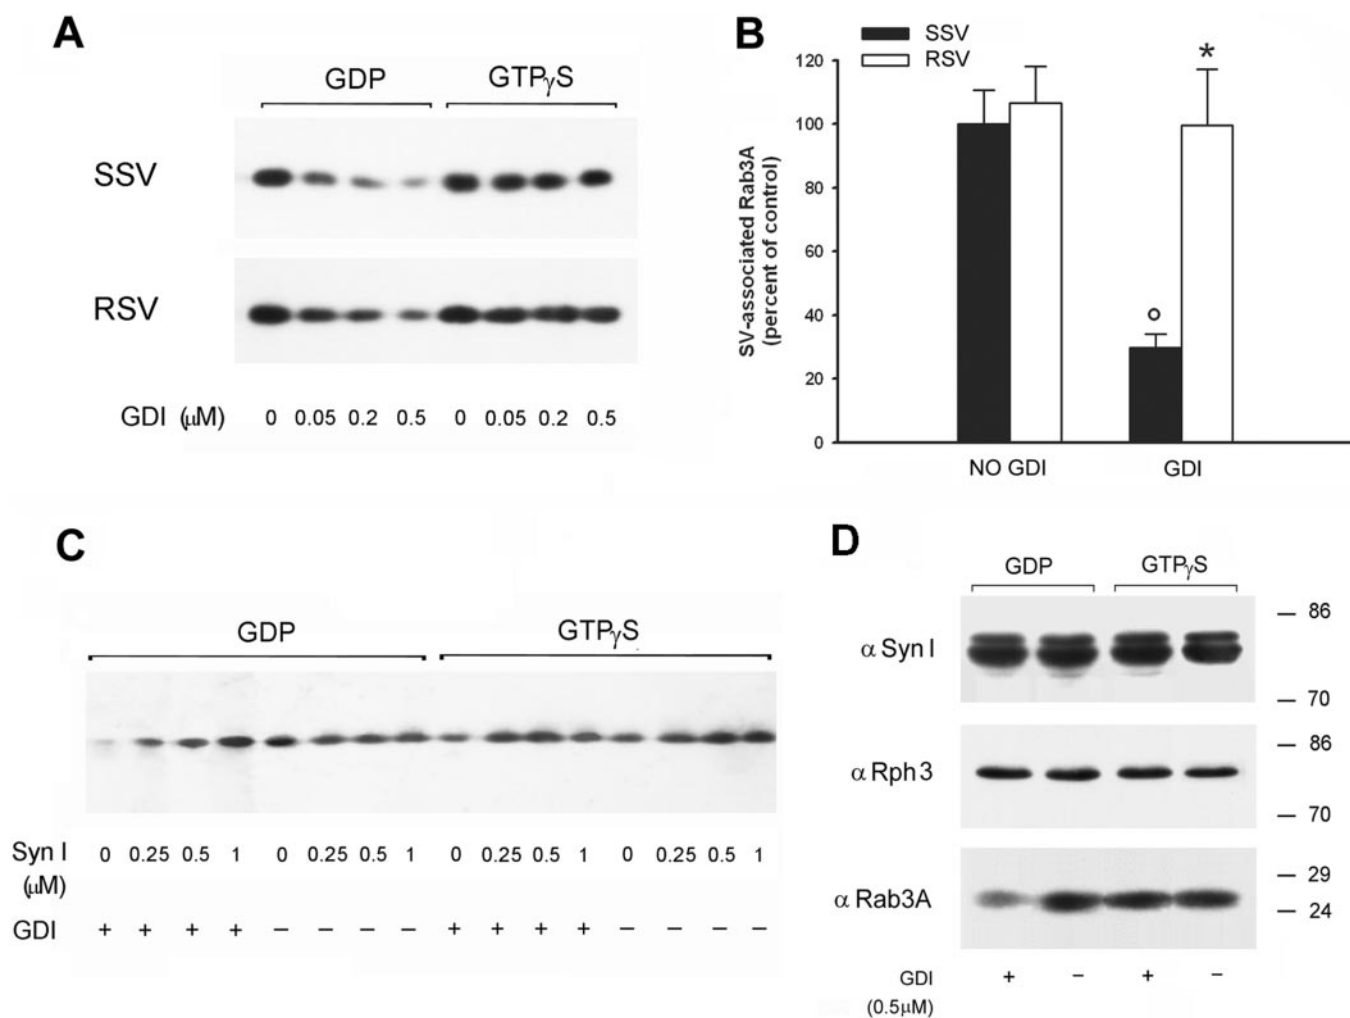 A
GDP GTPγS
SSV
RSV
GDI (μM) 0 0.05 0.2 0.5 0 0.05 0.2 0.5
B
SSV
RSV
SV-associated Rab3A
(percent of control)
120
100
80
60
40
20
0
*
NO GDI GDI
C
GDP GTPγS
Syn I 0 0.25 0.5 1 0 0.25 0.5 1 0 0.25 0.5 1 0 0.25 0.5 1
(μM)
GDI + + + + − − − − + + + + − − − −
D
GDP GTPγS
α Syn I
86
70
α Rph 3
86
70
α Rab3A
29
24
GDI + − + −
(0.5μM)